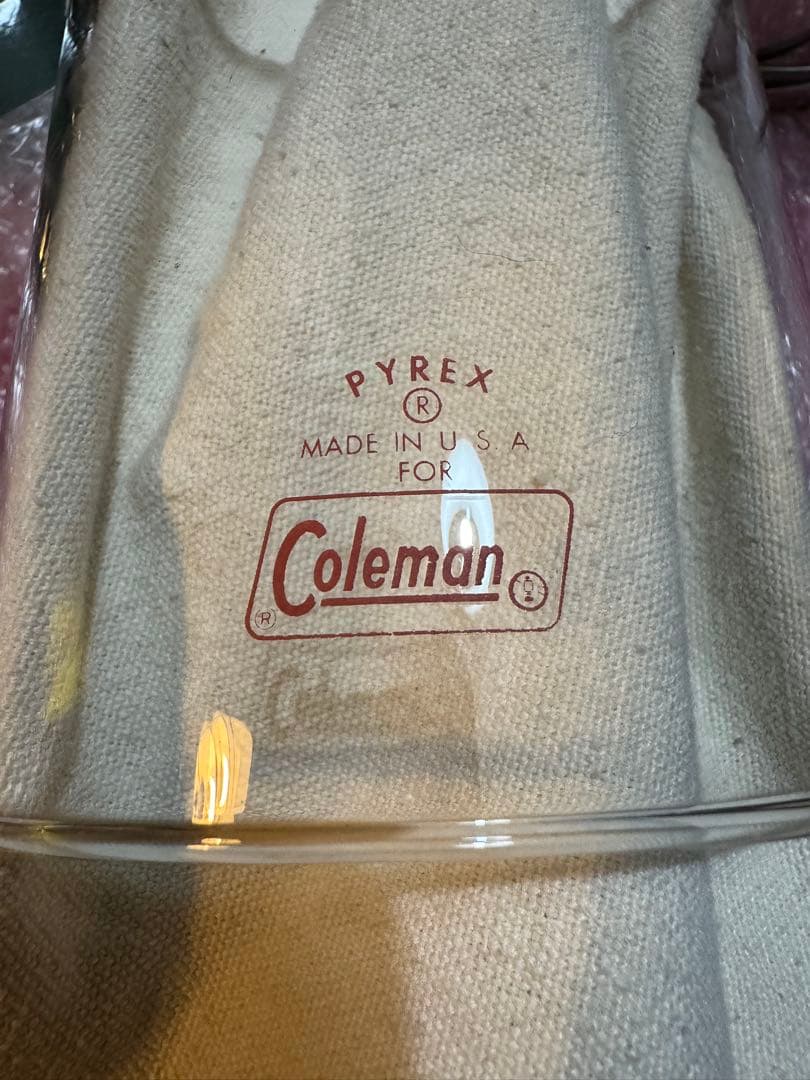 PYREX
®
MADE IN U.S.A
FOR
Coleman
®